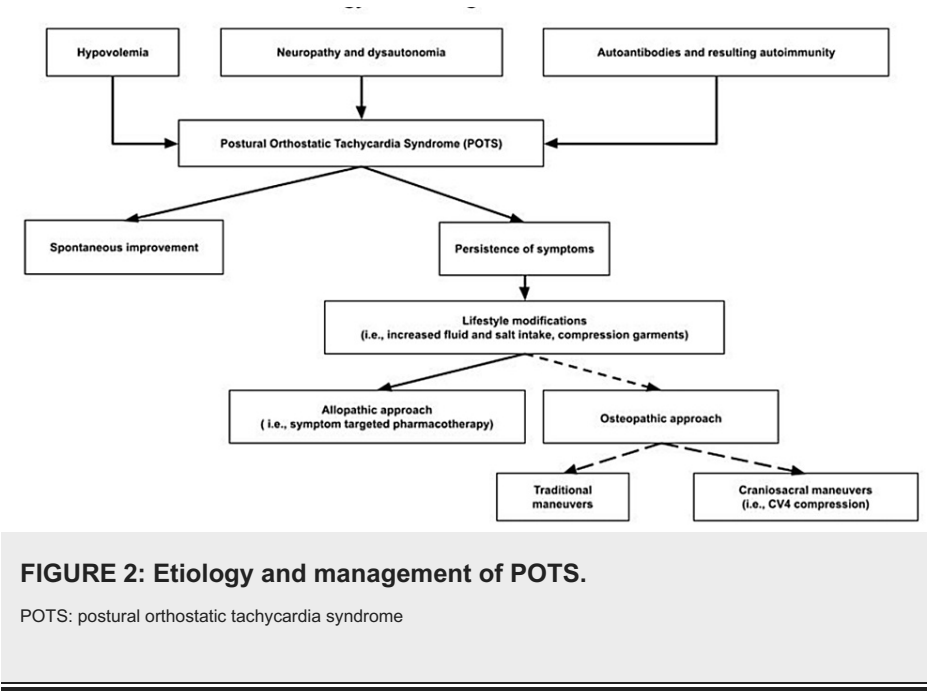 Hypovolemia
Neuropathy and dysautonomia
Autoantibodies and resulting autoimmunity
Postural Orthostatic Tachycardia Syndrome (POTS)
Spontaneous improvement
Persistence of symptoms
Lifestyle modifications
(i.e., increased fluid and salt intake, compression garments)
Allopathic approach
( i.e., symptom targeted pharmacotherapy)
Osteopathic approach
Traditional
maneuvers
Craniosacral maneuvers
(i.e., CV4 compression)
FIGURE 2: Etiology and management of POTS.
POTS: postural orthostatic tachycardia syndrome